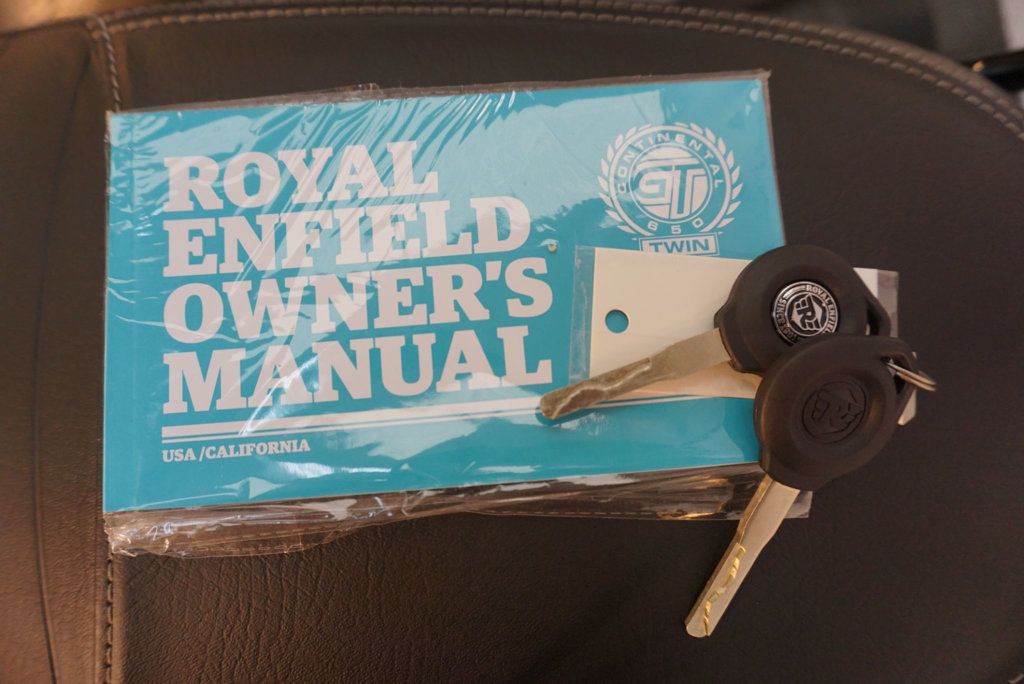 ROYAL
ENFIELD
OWNER'S
MANUAL
USA /CALIFORNIA
CONTINENTAL
GT
650
TWIN
ROYAL ENFIELD